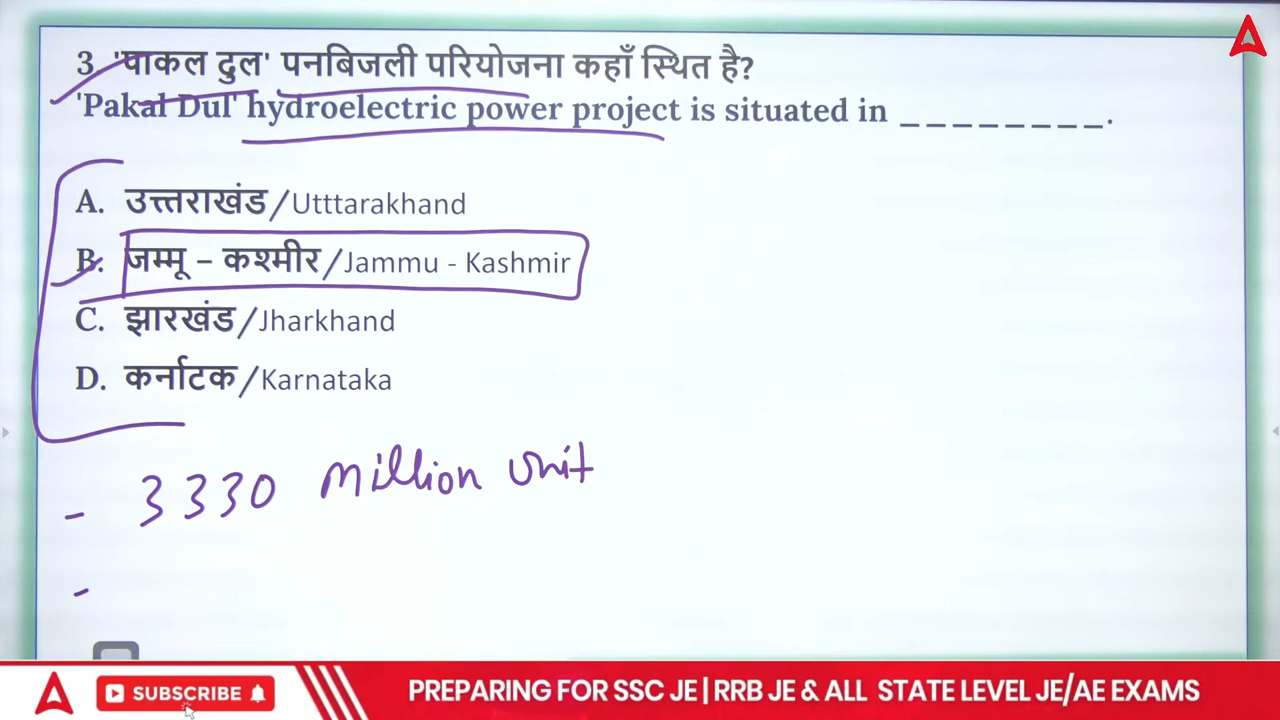 3. 'पाकल दुल' पनबिजली परियोजना कहाँ स्थित है?
'Pakal Dul' hydroelectric power project is situated in _ _ _ _ _ _ _ _.
A. उत्तराखंड/Utttarakhand
B. जम्मू – कश्मीर/Jammu - Kashmir
C. झारखंड/Jharkhand
D. कर्नाटक/Karnataka
- 3330 Million Unit
-
SUBSCRIBE
PREPARING FOR SSC JE | RRB JE & ALL STATE LEVEL JE/AE EXAMS